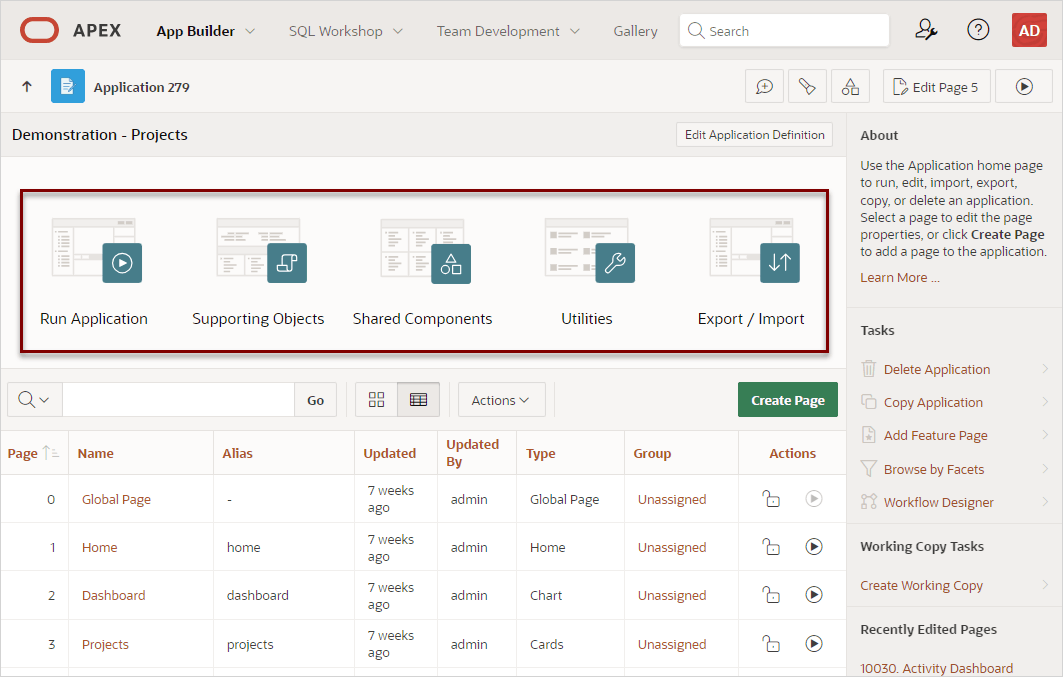 APEX App Builder SQL Workshop Team Development Gallery Search AD
Application 279 Edit Page 5
Demonstration - Projects Edit Application Definition
Run Application Supporting Objects Shared Components Utilities Export / Import
Go Actions Create Page
Page Name Alias Updated Updated By Type Group Actions
0 Global Page - 7 weeks ago admin Global Page Unassigned
1 Home home 7 weeks ago admin Home Unassigned
2 Dashboard dashboard 7 weeks ago admin Chart Unassigned
3 Projects projects 7 weeks ago admin Cards Unassigned
About
Use the Application home page
to run, edit, import, export,
copy, or delete an application.
Select a page to edit the page
properties, or click Create Page
to add a page to the application.
Learn More ...
Tasks
Delete Application
Copy Application
Add Feature Page
Browse by Facets
Workflow Designer
Working Copy Tasks
Create Working Copy
Recently Edited Pages
10030. Activity Dashboard